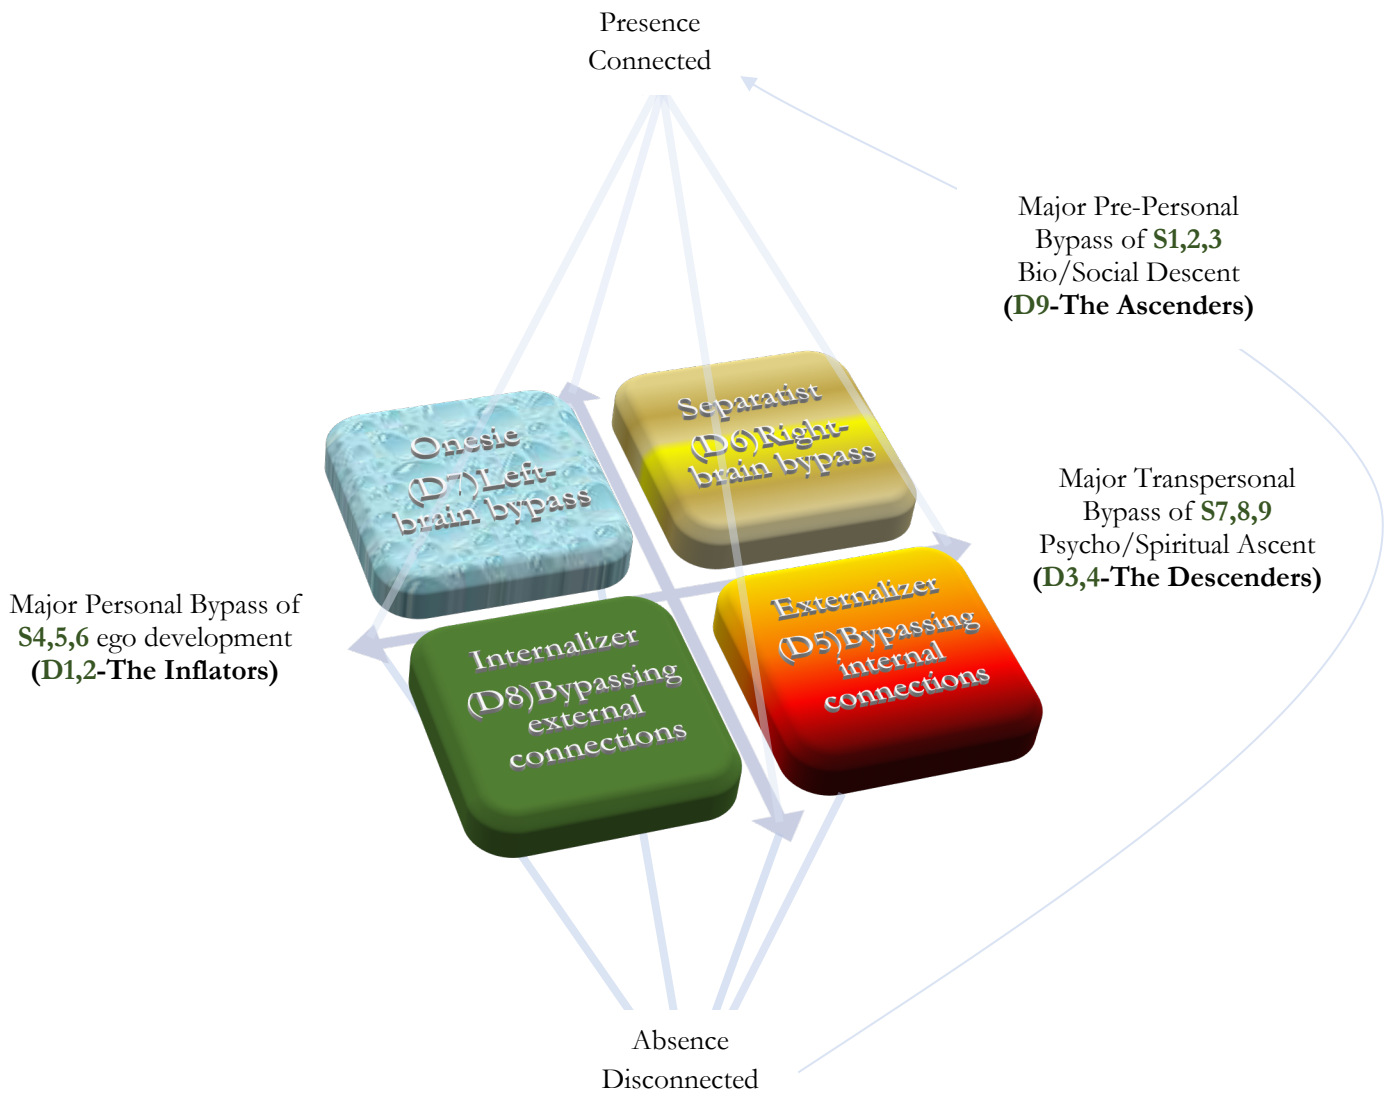 Presence
Connected
Major Pre-Personal
Bypass of S1,2,3
Bio/Social Descent
(D9-The Ascenders)
Separatist
(D6)Right-
brain bypass
Onesie
(D7)Left-
brain bypass
Major Transpersonal
Bypass of S7,8,9
Psycho/Spiritual Ascent
(D3,4-The Descenders)
Externalizer
(D5)Bypassing
internal
connections
Major Personal Bypass of
S4,5,6 ego development
(D1,2-The Inflators)
Internalizer
(D8)Bypassing
external
connections
Absence
Disconnected